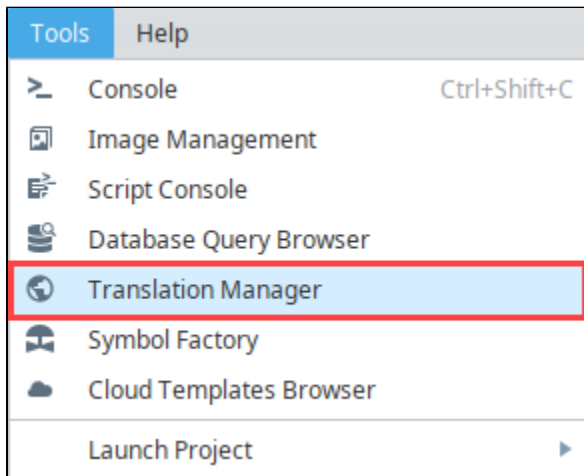 Tools Help
Console Ctrl+Shift+C
Image Management
Script Console
Database Query Browser
Translation Manager
Symbol Factory
Cloud Templates Browser
Launch Project